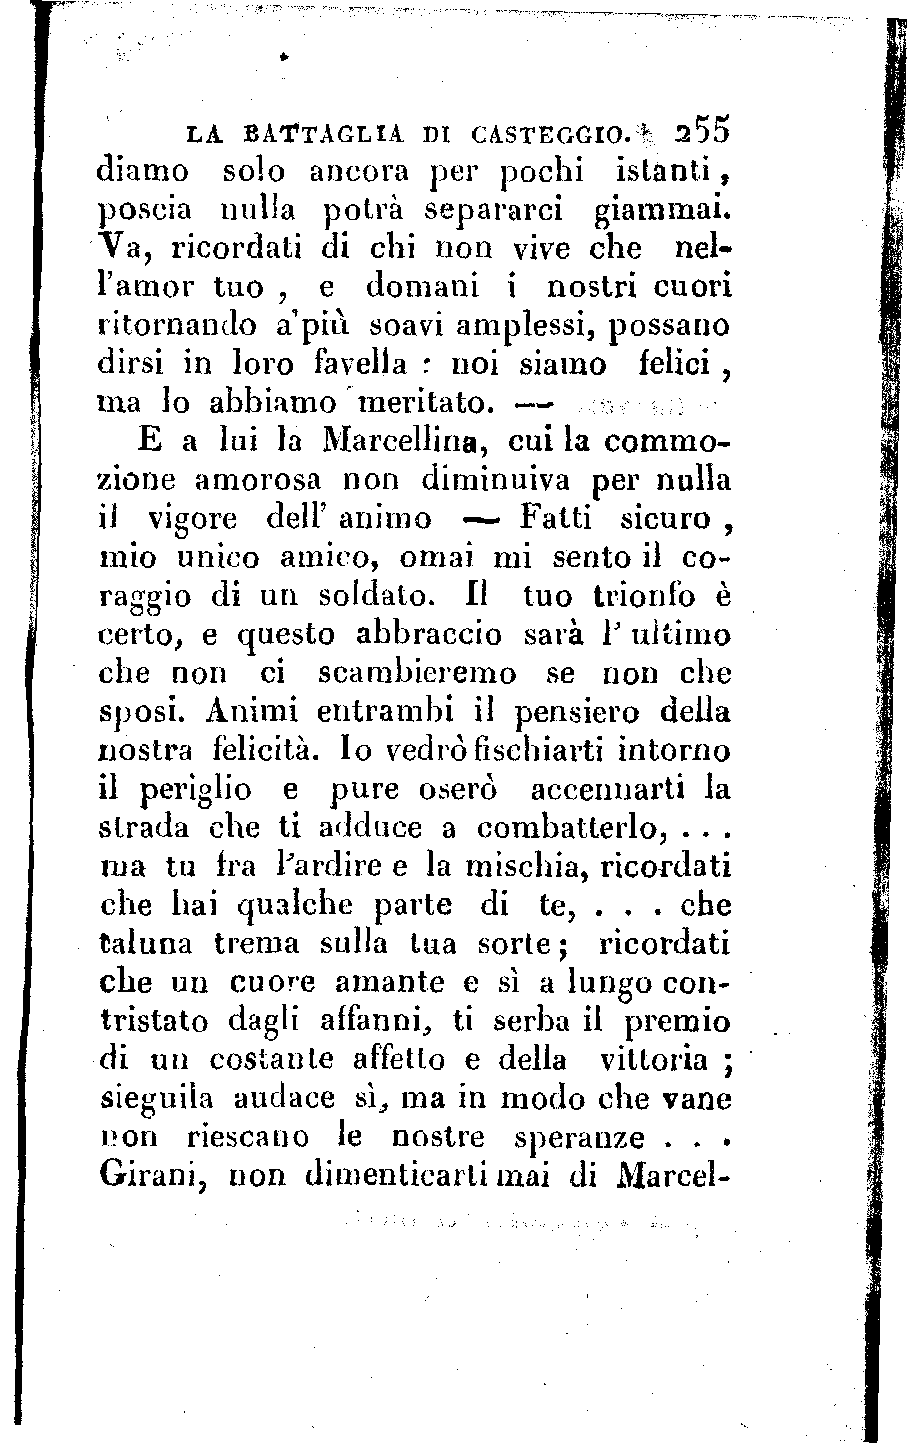 LA BATTAGLIA DI CASTEGGIO. 255
diamo solo ancora per pochi istanti,
poscia nulla potrà separarci giammai.
Va, ricordati di chi non vive che nel-
l'amor tuo , e domani i nostri cuori
ritornando a'più soavi amplessi, possano
dirsi in loro favella : noi siamo felici ,
ma lo abbiamo meritato. —
E a lui la Marcellina, cui la commo-
zione amorosa non diminuiva per nulla
il vigore dell' animo — Fatti sicuro ,
mio unico amico, omai mi sento il co-
raggio di un soldato. Il tuo trionfo è
certo, e questo abbraccio sarà l' ultimo
che non ci scambieremo se non che
sposi. Animi entrambi il pensiero della
nostra felicità. Io vedrò fischiarti intorno
il periglio e pure oserò accennarti la
strada che ti adduce a combatterlo, . . .
ma tu fra l'ardire e la mischia, ricordati
che hai qualche parte di te, . . . che
taluna trema sulla tua sorte; ricordati
che un cuore amante e sì a lungo con-
tristato dagli affanni, ti serba il premio
di un costante affetto e della vittoria ;
sieguila audace sì, ma in modo che vane
non riescano le nostre speranze . . .
Girani, non dimenticarti mai di Marcel-